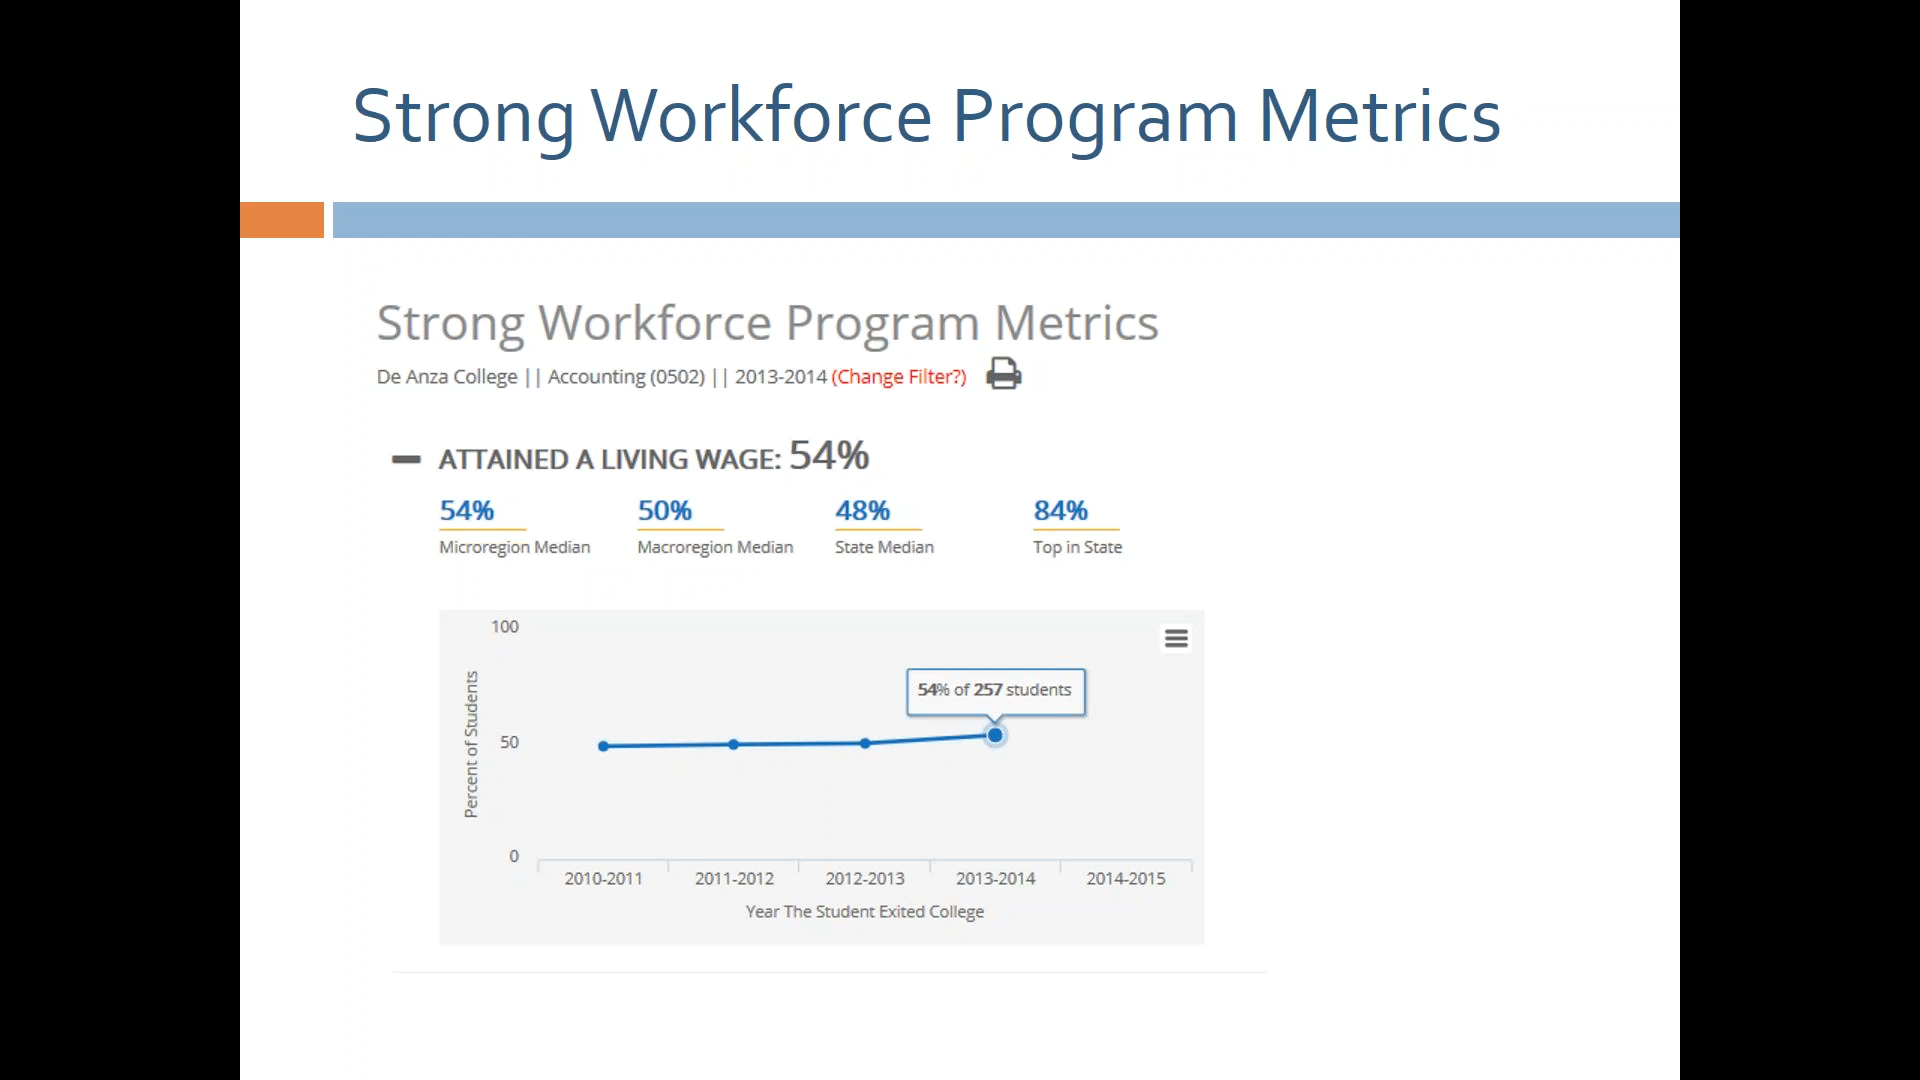 Strong Workforce Program Metrics
Strong Workforce Program Metrics
De Anza College || Accounting (0502) || 2013-2014 (Change Filter?)
ATTAINED A LIVING WAGE: 54%
54% 50% 48% 84%
Microregion Median Macroregion Median State Median Top in State
100
54% of 257 students
Percent of Students
50
0
2010-2011 2011-2012 2012-2013 2013-2014 2014-2015
Year The Student Exited College